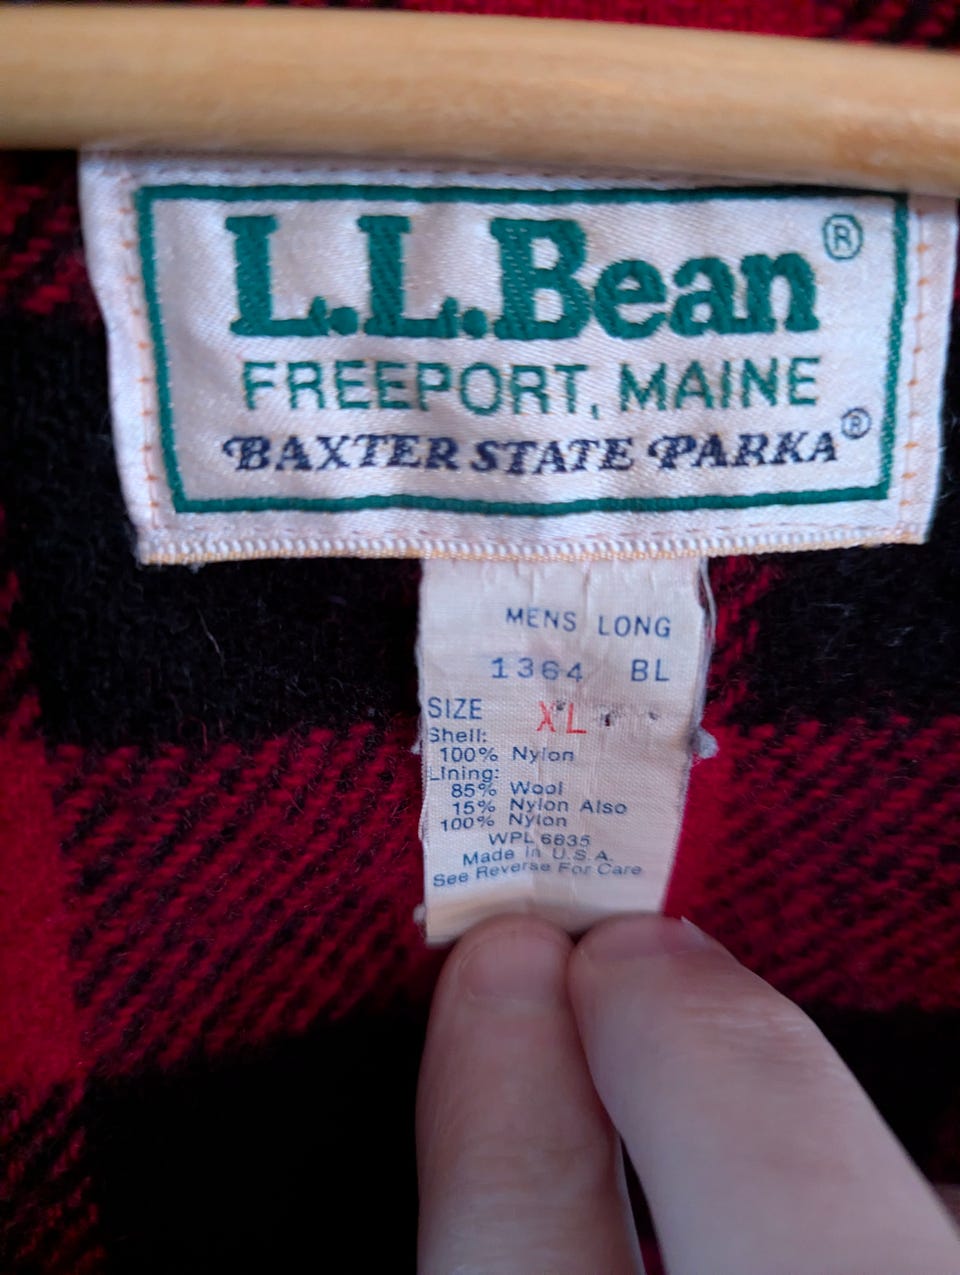 L.L.Bean®
FREEPORT, MAINE
BAXTER STATE PARKA®
MENS LONG
1364 BL
SIZE XL
Shell:
100% Nylon
Lining:
85% Wool
15% Nylon Also
100% Nylon
WPL 6635
Made in U.S.A.
See Reverse For Care